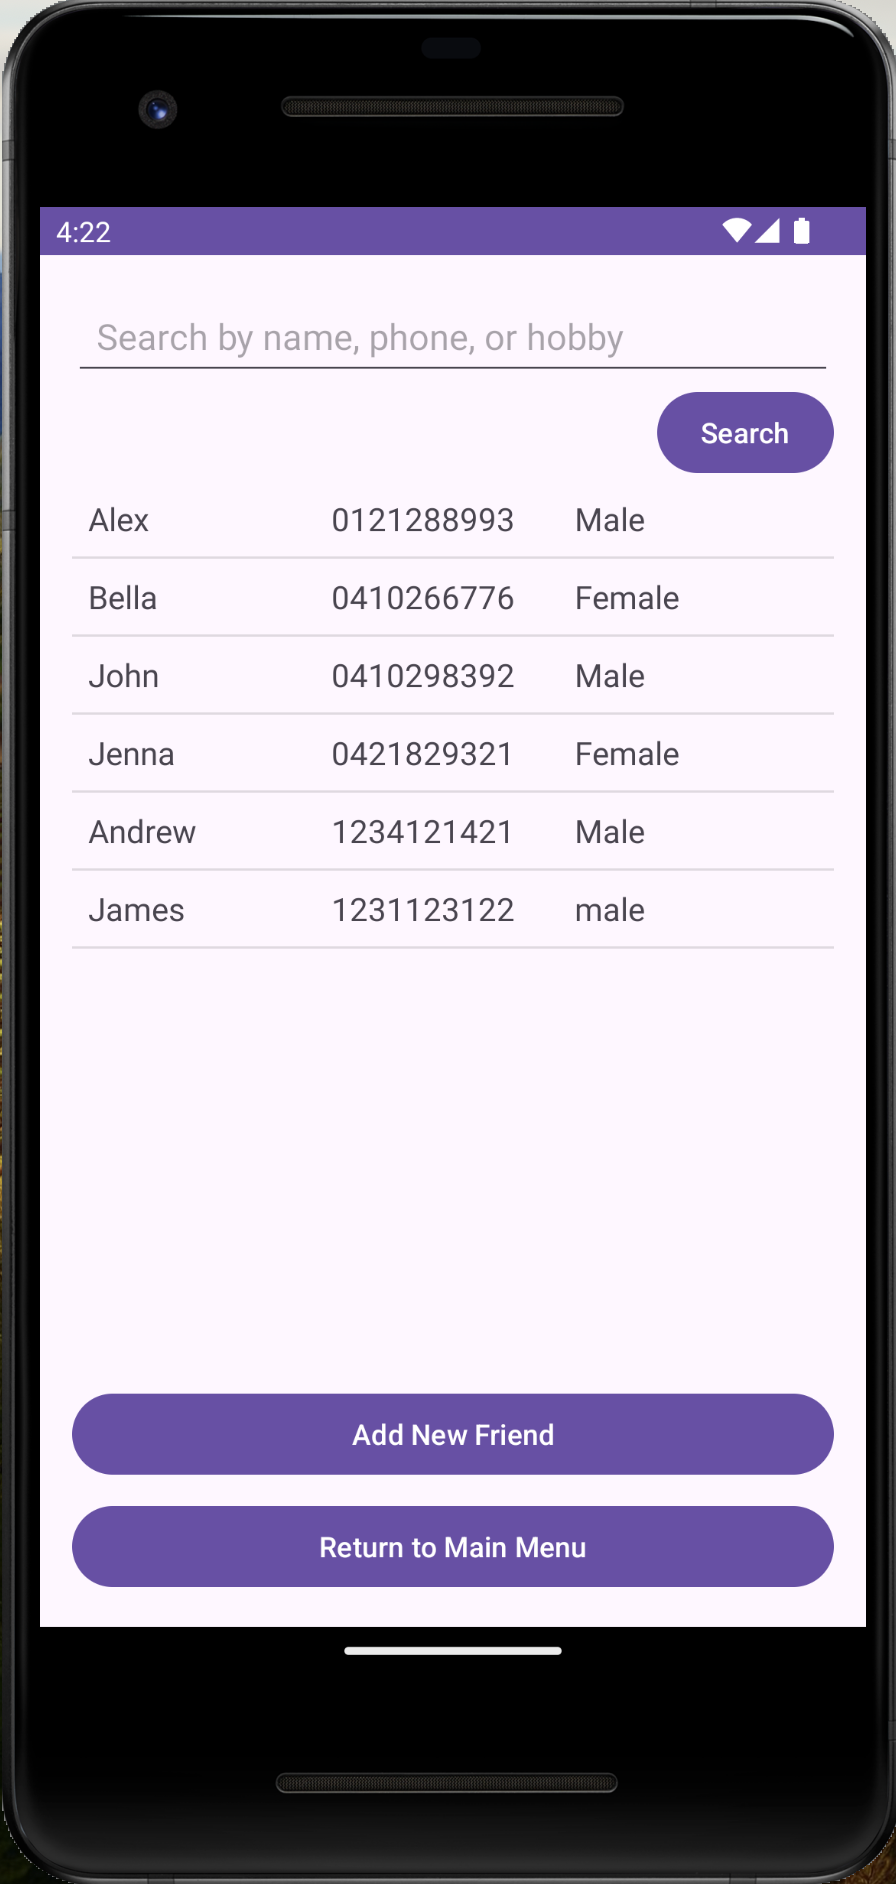 4:22
Search by name, phone, or hobby
Search
Alex 0121288993 Male
Bella 0410266776 Female
John 0410298392 Male
Jenna 0421829321 Female
Andrew 1234121421 Male
James 1231123122 male
Add New Friend
Return to Main Menu